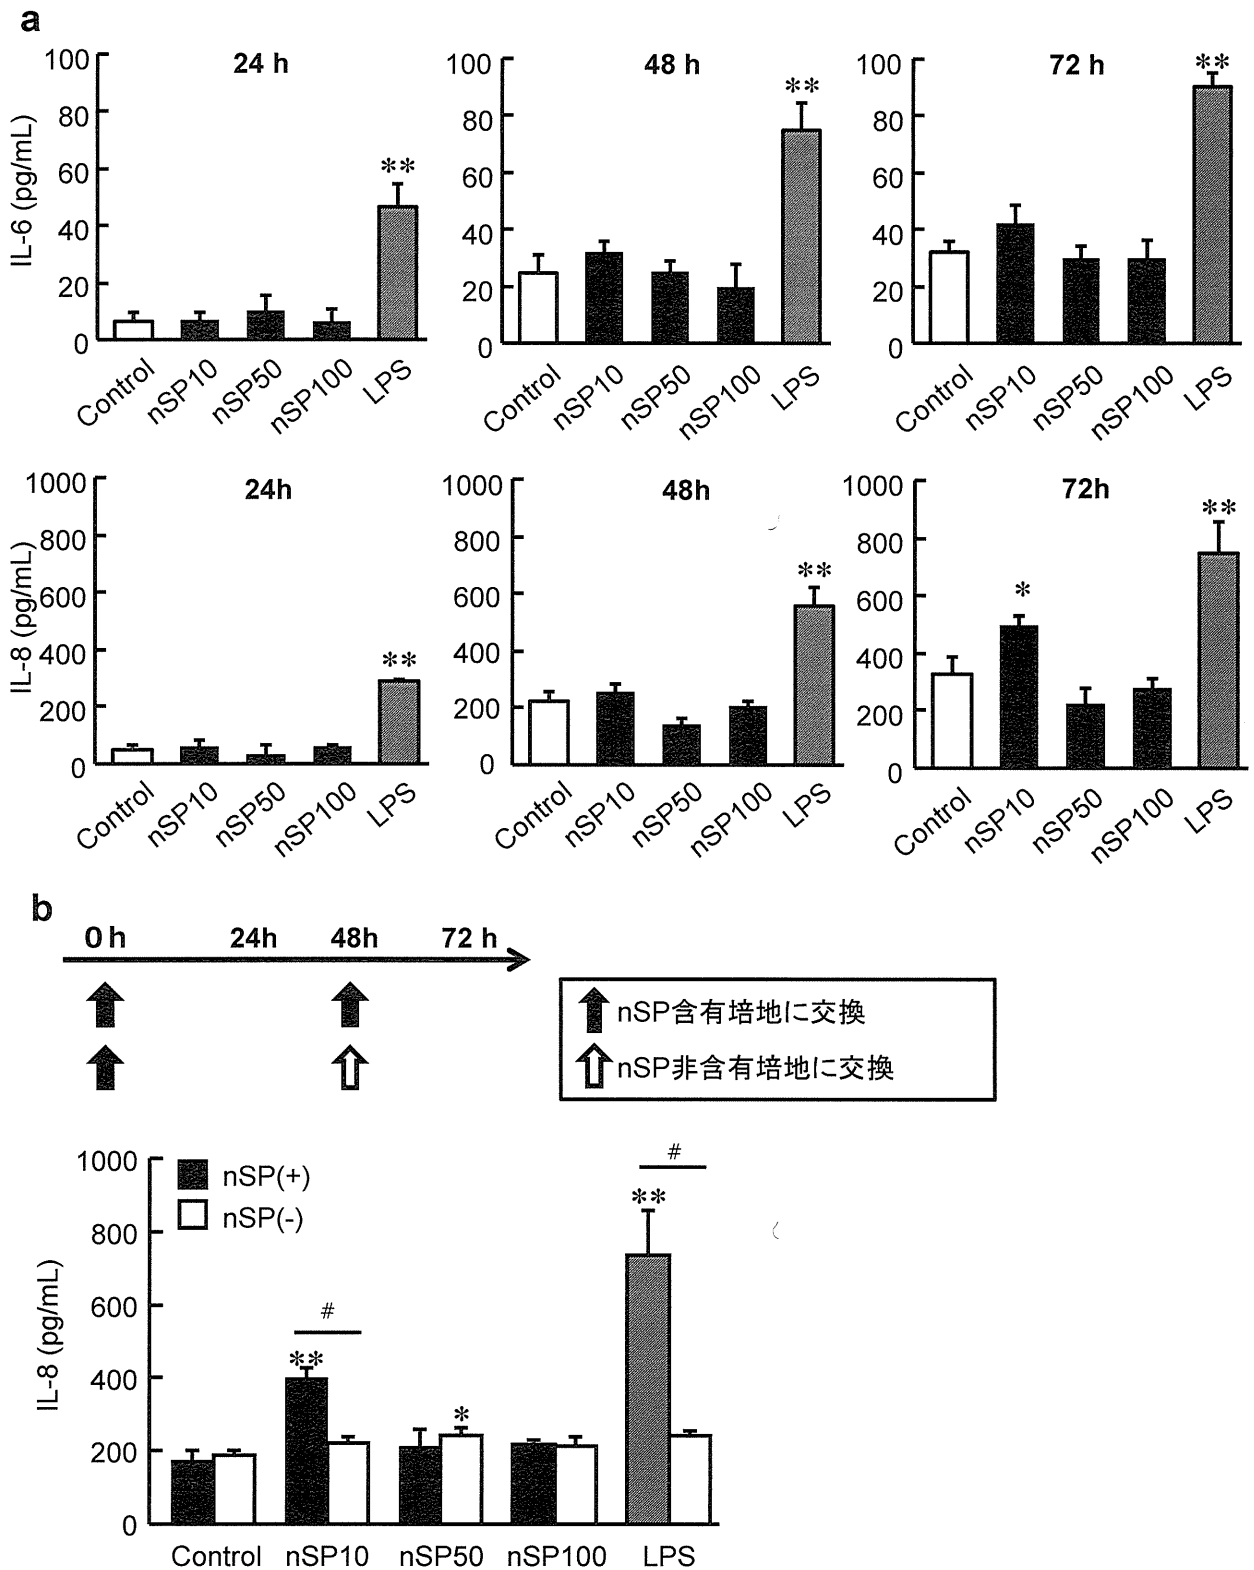 a
24 h
100
80
60
40
20
0
IL-6 (pg/mL)
**
Control
nSP10
nSP50
nSP100
LPS
48 h
100
80
60
40
20
0
**
Control
nSP10
nSP50
nSP100
LPS
72 h
100
80
60
40
20
0
**
Control
nSP10
nSP50
nSP100
LPS
24h
1000
800
600
400
200
0
IL-8 (pg/mL)
**
Control
nSP10
nSP50
nSP100
LPS
48h
1000
800
600
400
200
0
**
Control
nSP10
nSP50
nSP100
LPS
72h
1000
800
600
400
200
0
*
**
Control
nSP10
nSP50
nSP100
LPS
b
0 h 24h 48h 72 h
nSP含有培地に交換
nSP非含有培地に交換
1000
800
600
400
200
0
IL-8 (pg/mL)
nSP(+)
nSP(-)
#
**
*
#
**
Control nSP10 nSP50 nSP100 LPS